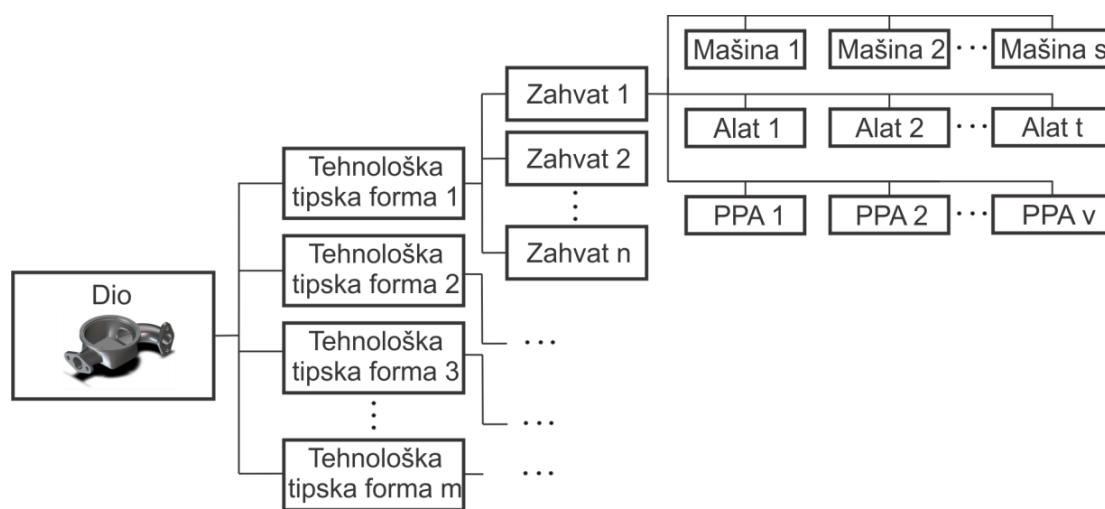 Mašina 1
Mašina 2
...
Mašina s
Zahvat 1
Alat 1
Alat 2
...
Alat t
Zahvat 2
Tehnološka
tipska forma 1
PPA 1
PPA 2
...
PPA v
Zahvat n
Tehnološka
tipska forma 2
Dio
...
Tehnološka
tipska forma 3
...
Tehnološka
tipska forma m
...